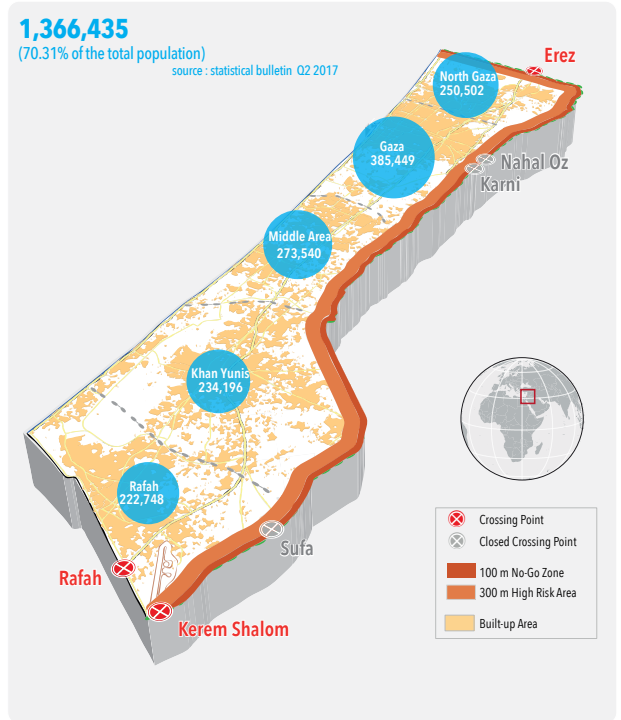 1,366,435
(70.31% of the total population)
source : statistical bulletin Q2 2017
Erez
North Gaza
250,502
Gaza
385,449
Nahal Oz
Karni
Middle Area
273,540
Khan Yunis
234,196
Rafah
222,748
Sufa
Rafah
Kerem Shalom
Crossing Point
Closed Crossing Point
100 m No-Go Zone
300 m High Risk Area
Built-up Area